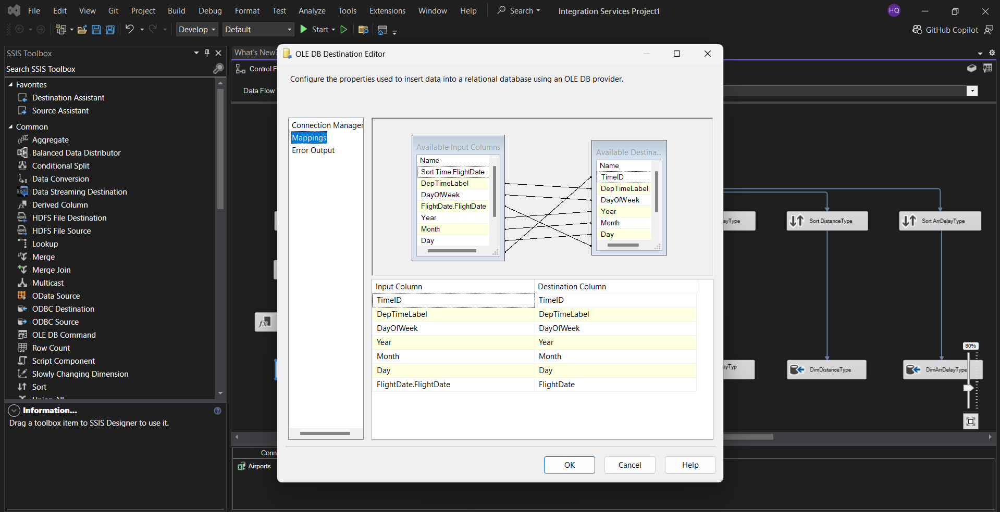 File Edit View Git Project Build Debug Format Test Analyze Tools Extensions Window Help Search Integration Services Project1 HQ
Develop Default Start GitHub Copilot
SSIS Toolbox
Search SSIS Toolbox
Favorites
Destination Assistant
Source Assistant
Common
Aggregate
Balanced Data Distributor
Conditional Split
Data Conversion
Data Streaming Destination
Derived Column
HDFS File Destination
HDFS File Source
Lookup
Merge
Merge Join
Multicast
OData Source
ODBC Destination
ODBC Source
OLE DB Command
Row Count
Script Component
Slowly Changing Dimension
Sort
Information...
Drag a toolbox item to SSIS Designer to use it.
What's New?
Control F
Data Flow
OLE DB Destination Editor
Configure the properties used to insert data into a relational database using an OLE DB provider.
Connection Manager
Mappings
Error Output
Available Input Columns
Name
Sort Time.FlightDate
DepTimeLabel
DayOfWeek
FlightDate.FlightDate
Year
Month
Day
Available Destina...
Name
TimeID
DepTimeLabel
DayOfWeek
Year
Month
Day
Input Column Destination Column
TimeID TimeID
DepTimeLabel DepTimeLabel
DayOfWeek DayOfWeek
Year Year
Month Month
Day Day
FlightDate.FlightDate FlightDate
OK Cancel Help
ayType
Sort DistanceType
Sort ArrDelayType
ayTyp
DimDistanceType
DimArrDelayType
80%
Conn
Airports